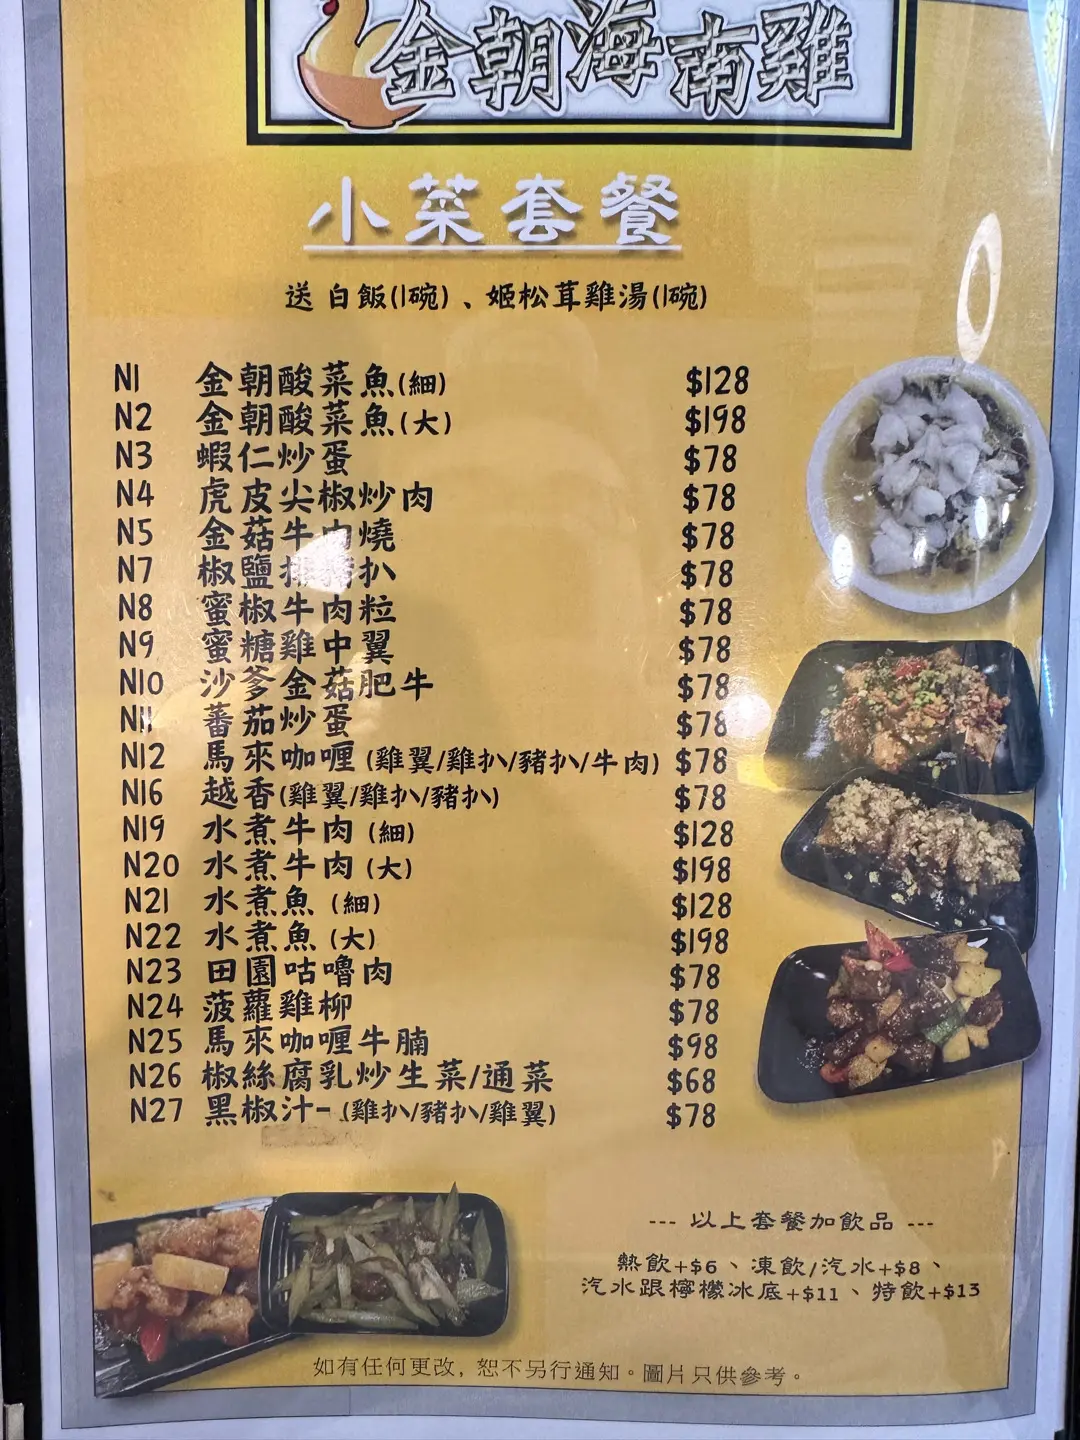 金朝海南雞
小菜套餐
送 白飯(1碗)、姬松茸雞湯(1碗)
N1 金朝酸菜魚(細) $128
N2 金朝酸菜魚(大) $198
N3 蝦仁炒蛋 $78
N4 虎皮尖椒炒肉 $78
N5 金菇牛肉燒 $78
N7 椒鹽扒 $78
N8 蜜椒牛肉粒 $78
N9 蜜糖雞中翼 $78
N10 沙爹金菇肥牛 $78
N11 蕃茄炒蛋 $78
N12 馬來咖喱 (雞翼/雞扒/豬扒/牛肉) $78
N16 越香(雞翼/雞扒/豬扒) $78
N19 水煮牛肉 (細) $128
N20 水煮牛肉 (大) $198
N21 水煮魚 (細) $128
N22 水煮魚 (大) $198
N23 田園咕嚕肉 $78
N24 菠蘿雞柳 $78
N25 馬來咖喱牛腩 $98
N26 椒絲腐乳炒生菜/通菜 $68
N27 黑椒汁- (雞扒/豬扒/雞翼) $78
--- 以上套餐加飲品 ---
熱飲+$6、凍飲/汽水+$8、
汽水跟檸檬冰底+$11、特飲+$13
如有任何更改, 恕不另行通知。圖片只供參考。